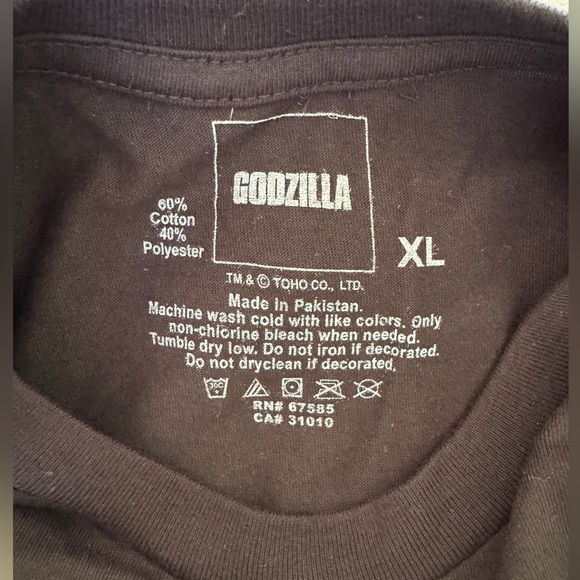 GODZILLA
60%
Cotton
40%
Polyester
XL
TM & © TOHO CO., LTD.
Made in Pakistan.
Machine wash cold with like colors. Only
non-chlorine bleach when needed.
Tumble dry low. Do not iron if decorated.
Do not dryclean if decorated.
30C
RN# 67585
CA# 31010